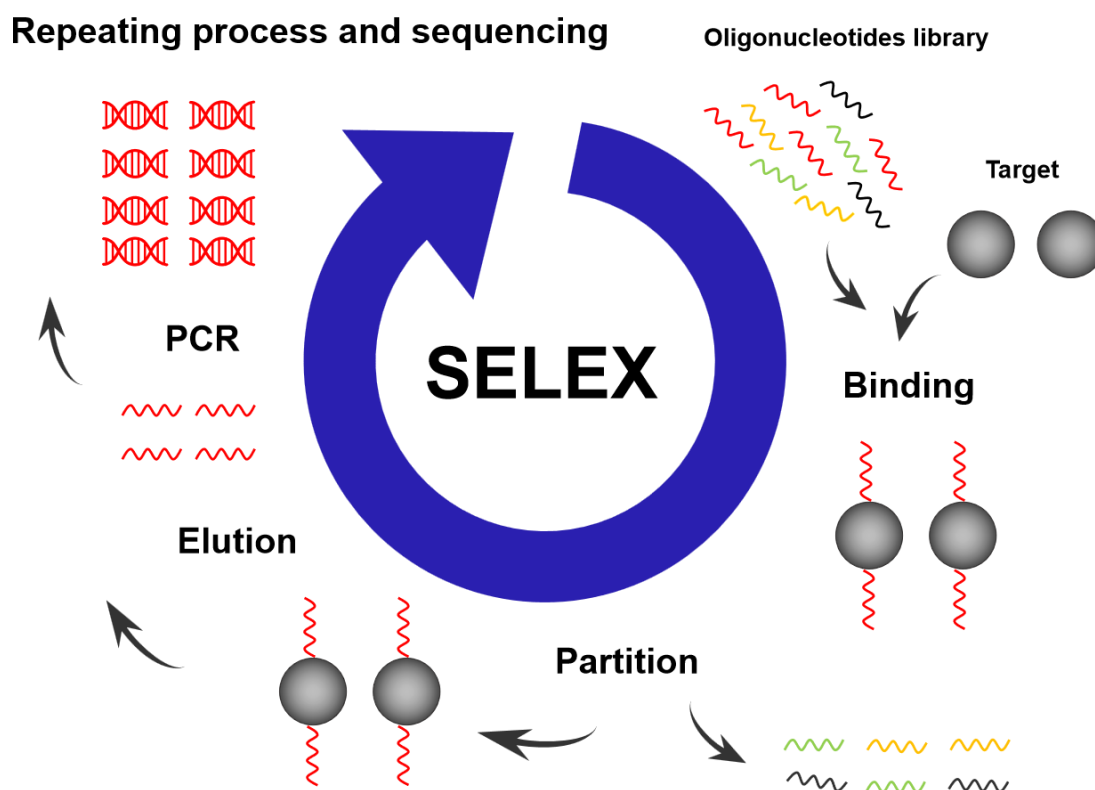 Repeating process and sequencing
Oligonucleotides library
Target
PCR
SELEX
Binding
Elution
Partition